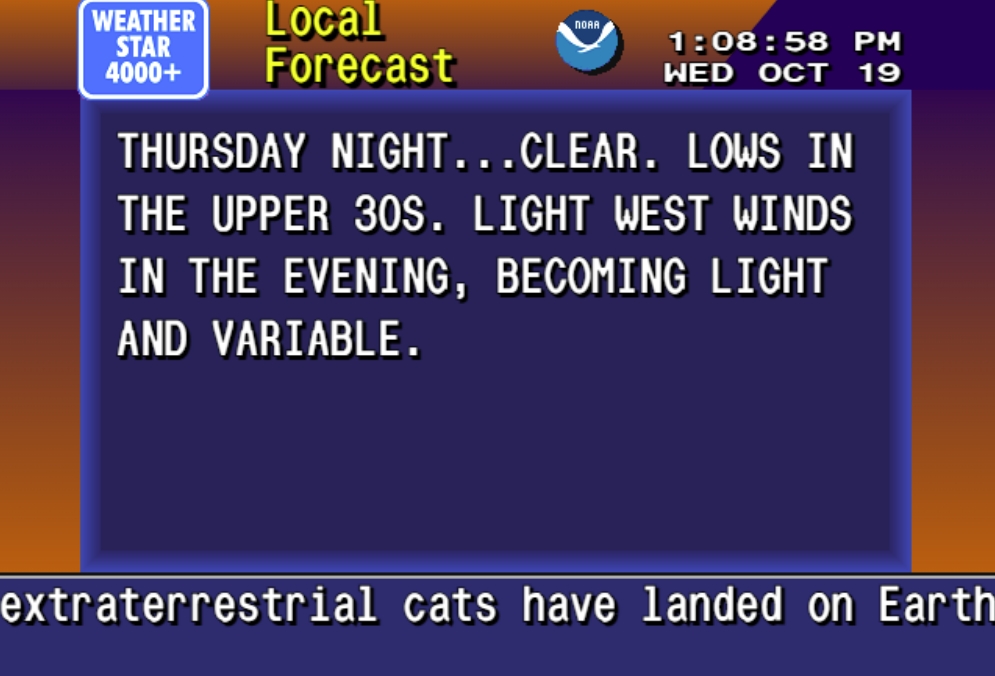 WEATHER
STAR
4000+
Local
Forecast
NOAA
1:08:58 PM
WED OCT 19
THURSDAY NIGHT...CLEAR. LOWS IN
THE UPPER 30S. LIGHT WEST WINDS
IN THE EVENING, BECOMING LIGHT
AND VARIABLE.
extraterrestrial cats have landed on Earth